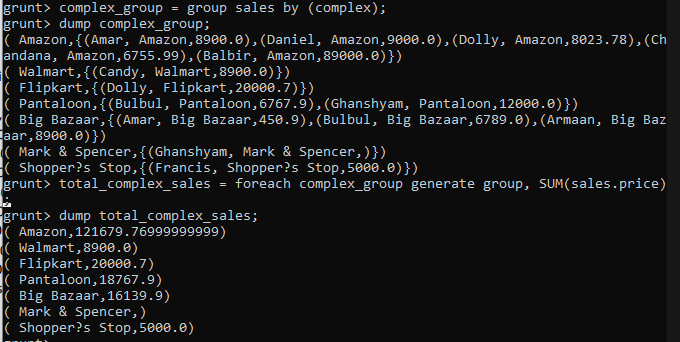 grunt> complex_group = group sales by (complex);
grunt> dump complex_group;
( Amazon,{(Amar, Amazon,8900.0),(Daniel, Amazon,9000.0),(Dolly, Amazon,8023.78),(Ch
andana, Amazon,6755.99),(Balbir, Amazon,89000.0)})
( Walmart,{(Candy, Walmart,8900.0)})
( Flipkart,{(Dolly, Flipkart,20000.7)})
( Pantaloon,{(Bulbul, Pantaloon,6767.9),(Ghanshyam, Pantaloon,12000.0)})
( Big Bazaar,{(Amar, Big Bazaar,450.9),(Bulbul, Big Bazaar,6789.0),(Armaan, Big Baz
aar,8900.0)})
( Mark & Spencer,{(Ghanshyam, Mark & Spencer,)})
( Shopper?s Stop,{(Francis, Shopper?s Stop,5000.0)})
grunt> total_complex_sales = foreach complex_group generate group, SUM(sales.price)
;
grunt> dump total_complex_sales;
( Amazon,121679.76999999999)
( Walmart,8900.0)
( Flipkart,20000.7)
( Pantaloon,18767.9)
( Big Bazaar,16139.9)
( Mark & Spencer,)
( Shopper?s Stop,5000.0)